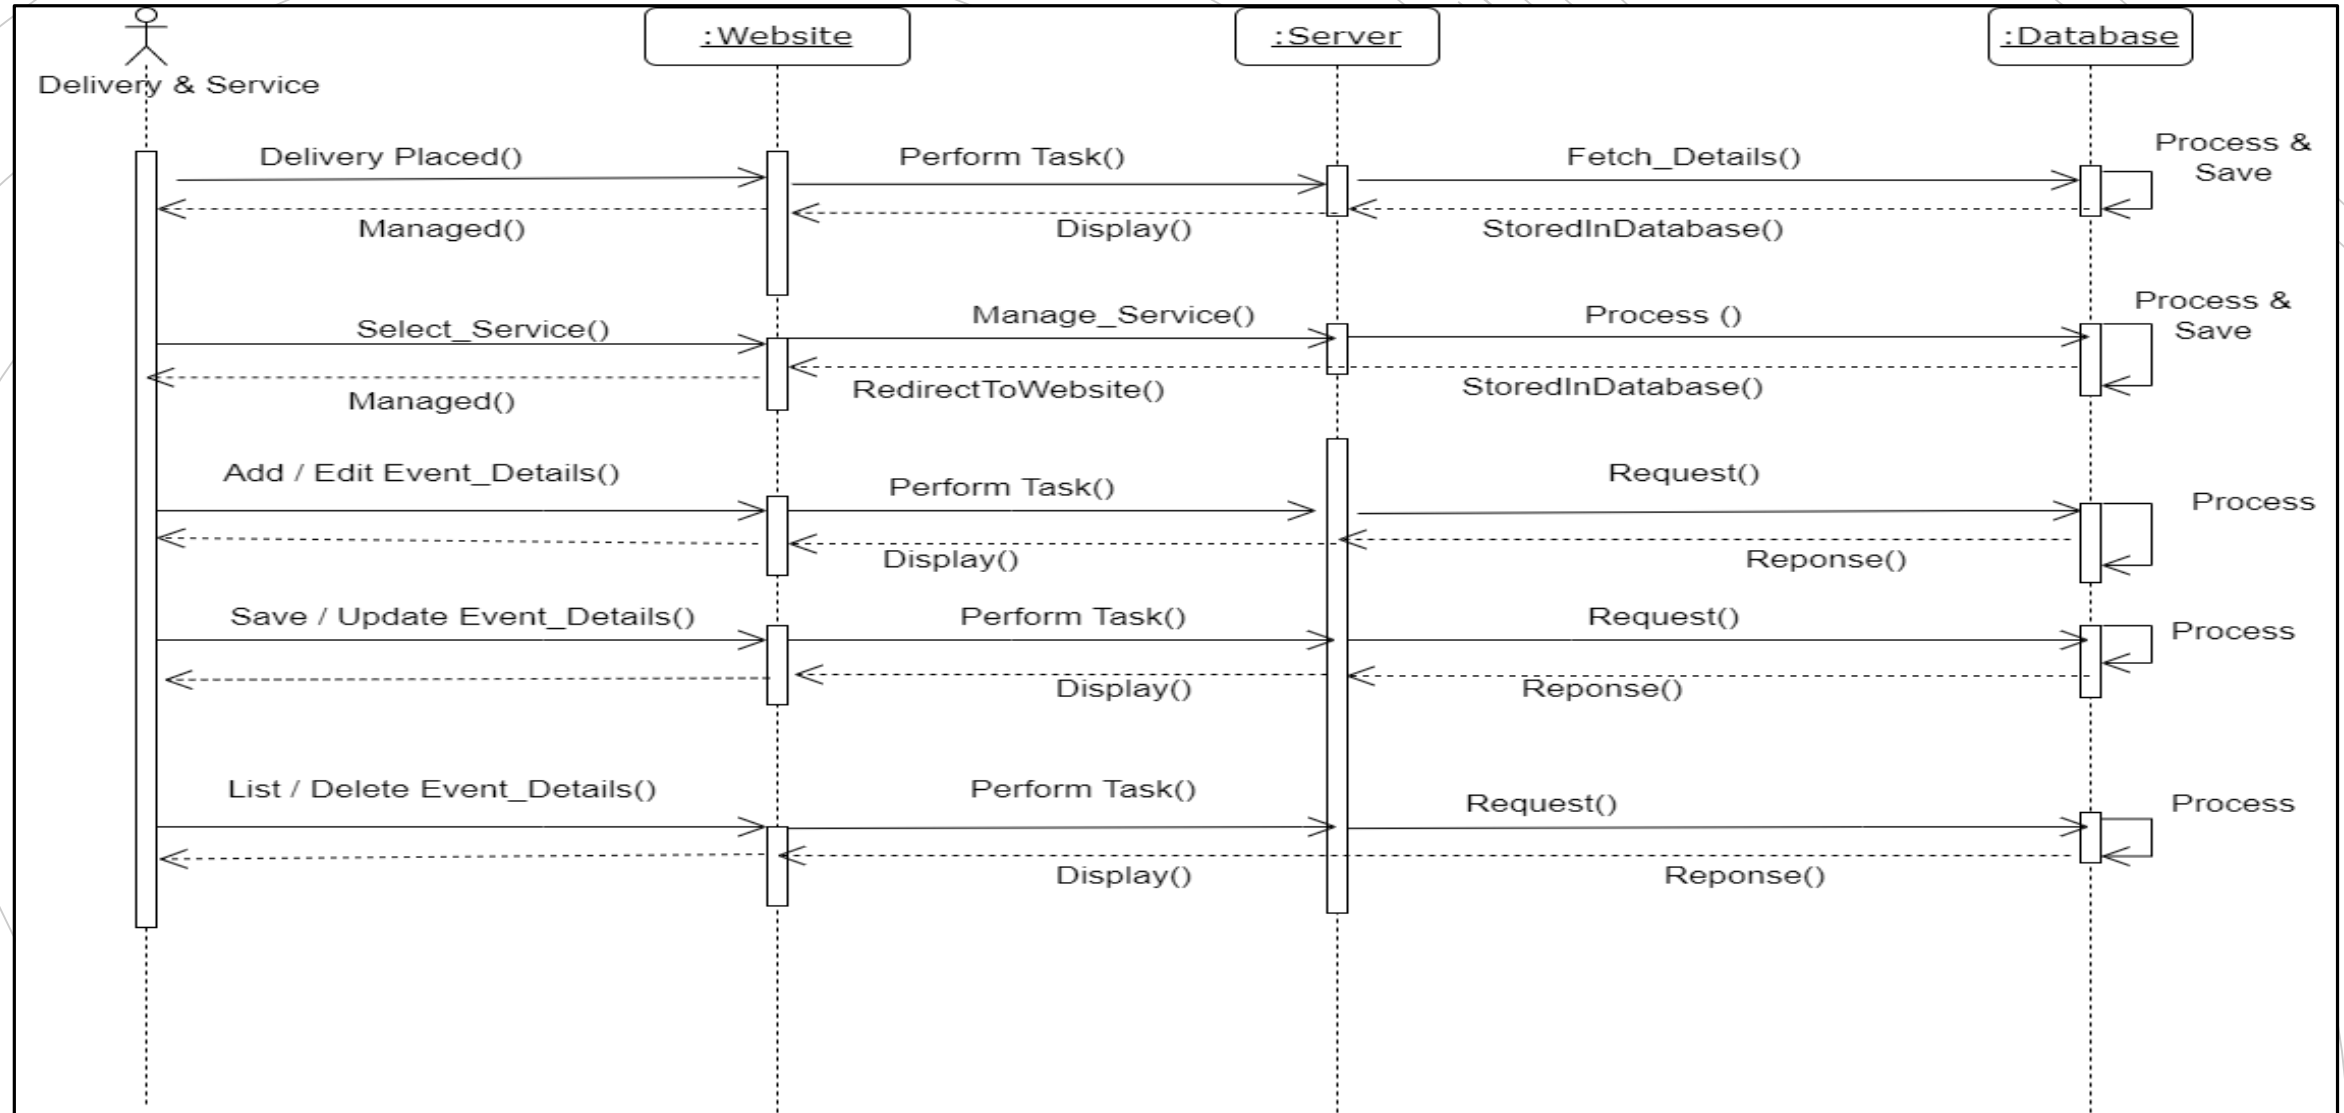 :Website
:Server
:Database
Delivery & Service
Delivery Placed()
Perform Task()
Fetch_Details()
Process &
Save
Managed()
Display()
StoredInDatabase()
Select_Service()
Manage_Service()
Process ()
Process &
Save
Managed()
RedirectToWebsite()
StoredInDatabase()
Add / Edit Event_Details()
Perform Task()
Request()
Process
Display()
Reponse()
Save / Update Event_Details()
Perform Task()
Request()
Process
Display()
Reponse()
List / Delete Event_Details()
Perform Task()
Request()
Process
Display()
Reponse()